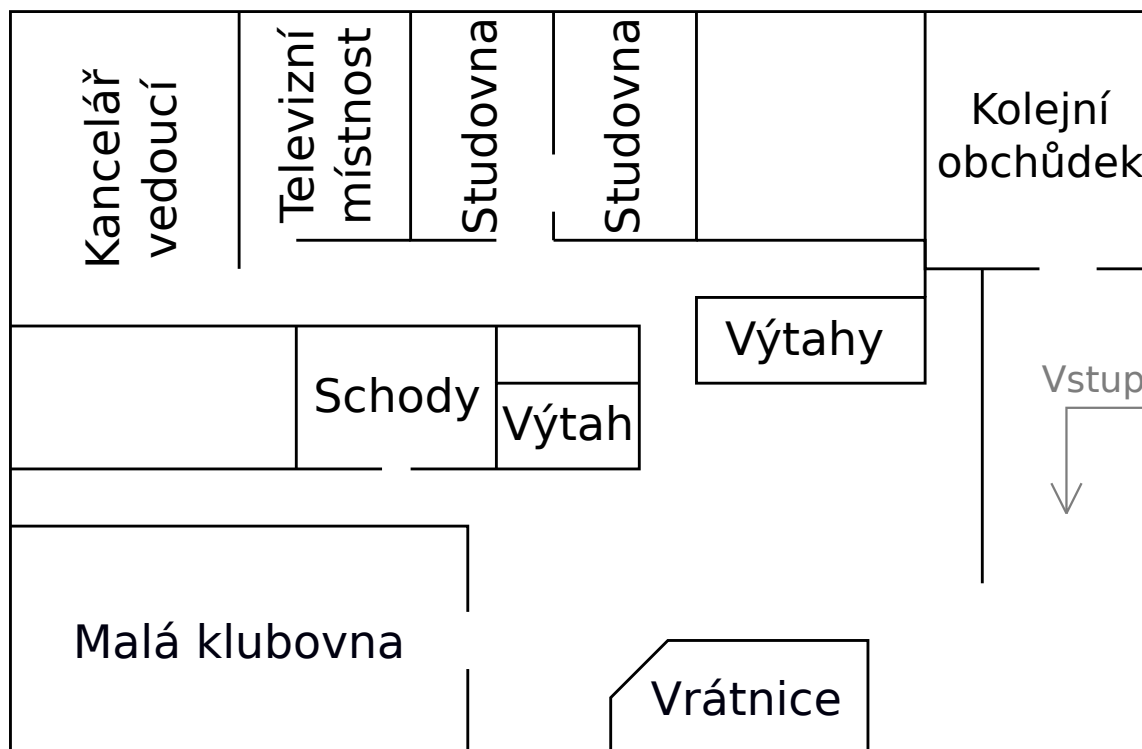 Kancelář
vedoucí
Televizní
místnost
Studovna
Studovna
Kolejní
obchůdek
Výtahy
Vstup
Schody
Výtah
Malá klubovna
Vrátnice